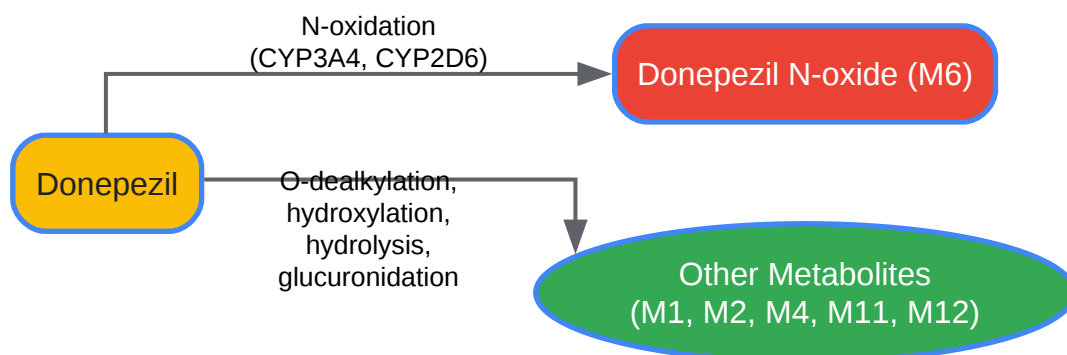 N-oxidation
(CYP3A4, CYP2D6)
Donepezil N-oxide (M6)
Donepezil
O-dealkylation,
hydroxylation,
hydrolysis,
glucuronidation
Other Metabolites
(M1, M2, M4, M11, M12)